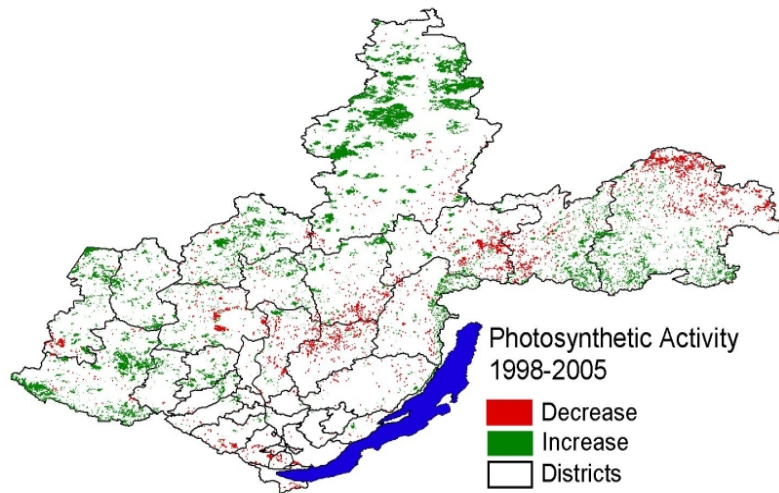 Photosynthetic Activity
1998-2005
Decrease
Increase
Districts